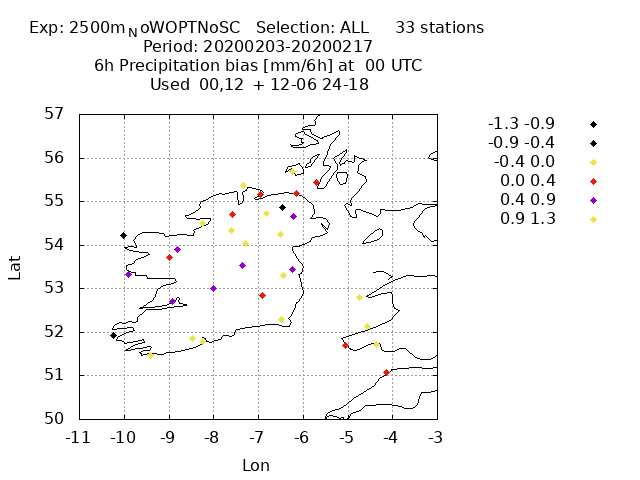 Exp: 2500mNoWOPTNoSC Selection: ALL 33 stations
Period: 20200203-20200217
6h Precipitation bias [mm/6h] at 00 UTC
Used 00,12 + 12-06 24-18
57
56
55
54
53
52
51
50
-11 -10 -9 -8 -7 -6 -5 -4 -3
Lat
Lon
-1.3 -0.9
-0.9 -0.4
-0.4 0.0
0.0 0.4
0.4 0.9
0.9 1.3